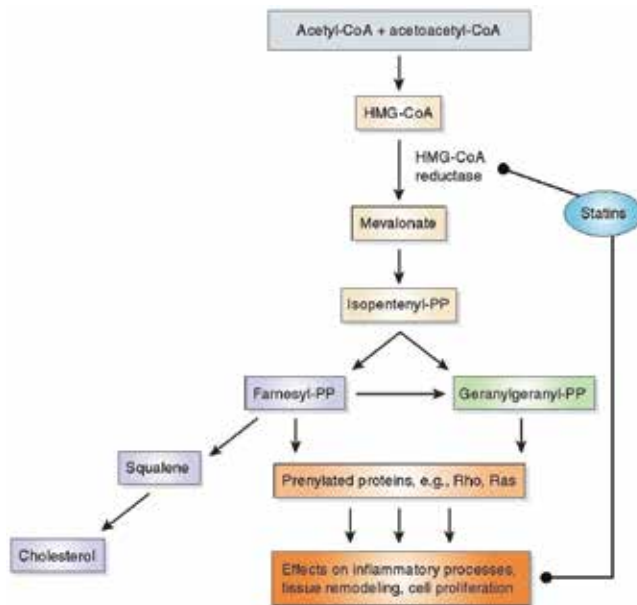 Acetyl-CoA + acetoacetyl-CoA
HMG-CoA
HMG-CoA
reductase
Statins
Mevalonate
Isopentenyl-PP
Farnesyl-PP
Geranylgeranyl-PP
Squalene
Prenylated proteins, e.g., Rho, Ras
Cholesterol
Effects on inflammatory processes,
tissue remodeling, cell proliferation